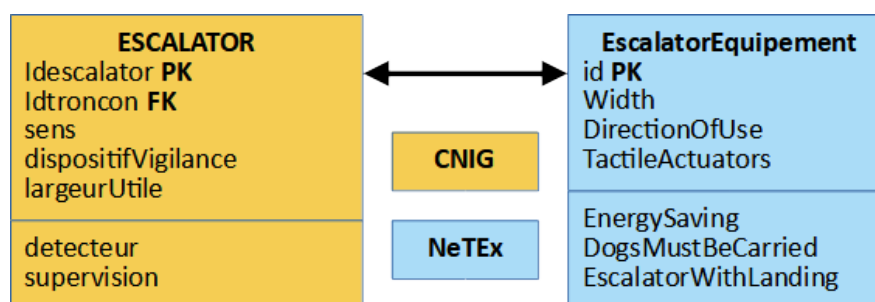 ESCALATOR
Idescalator PK
Idtroncon FK
sens
dispositifVigilance
largeurUtile
detecteur
supervision
CNIG
NeTEx
EscalatorEquipement
id PK
Width
DirectionOfUse
TactileActuators
EnergySaving
DogsMustBeCarried
EscalatorWithLanding